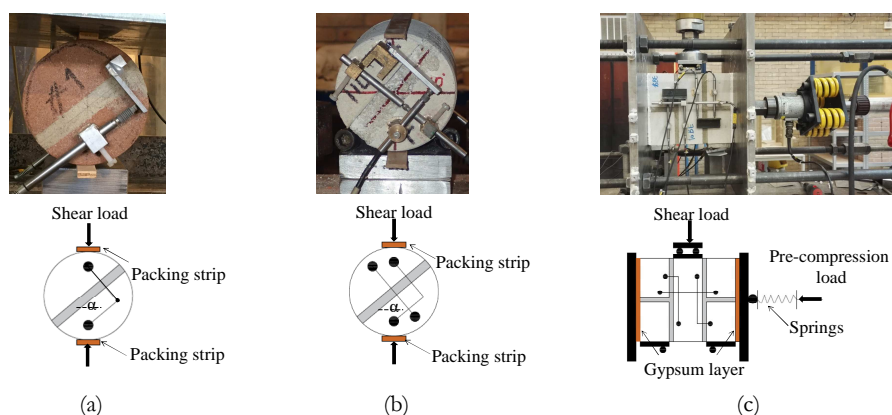 #1
Shear load
Packing strip
α
Packing strip
(a)
Shear load
Packing strip
α
Packing strip
(b)
Shear load
Pre-compression
load
Springs
Gypsum layer
(c)